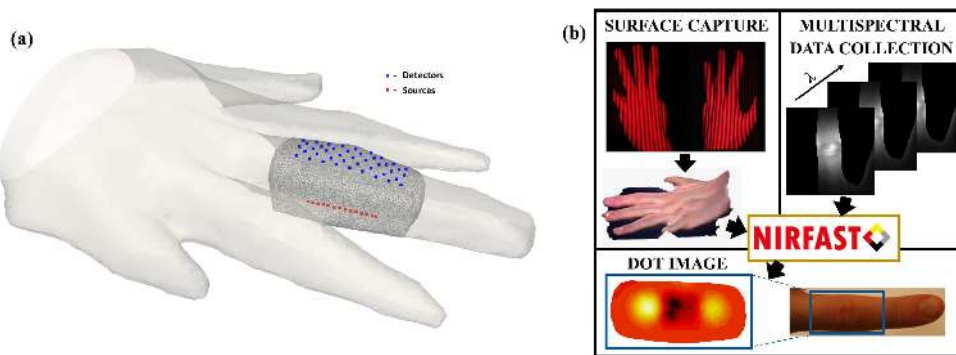 (a)
- Detectors
- Sources
(b)
SURFACE CAPTURE
MULTISPECTRAL
DATA COLLECTION
λ
NIRFAST
DOT IMAGE